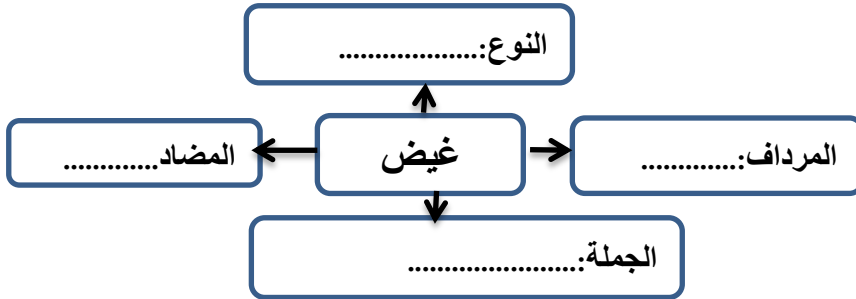 النوع:....................
المرداف:.............
غيض
المضاد.............
الجملة:........................